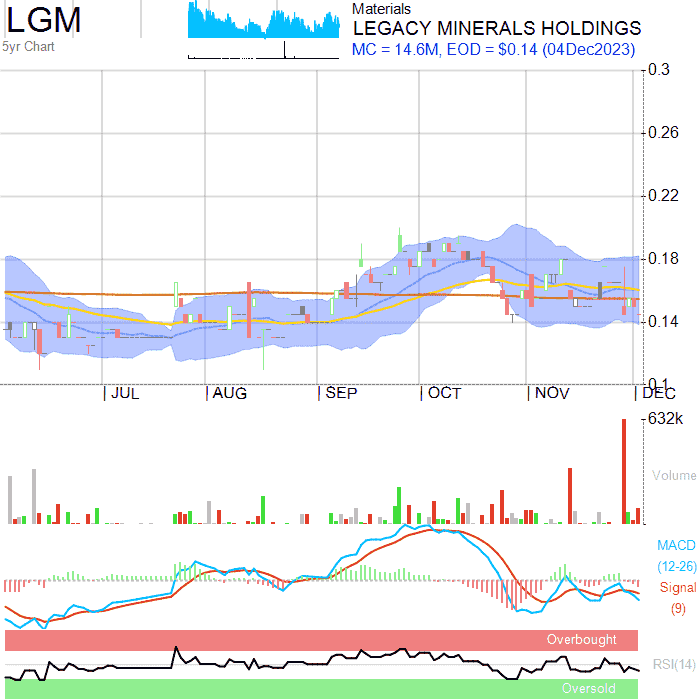 LGM
5yr Chart
Materials
LEGACY MINERALS HOLDINGS
MC = 14.6M, EOD = $0.14 (04Dec2023)
0.3
0.26
0.22
0.18
0.14
0.1
JUL AUG SEP OCT NOV DEC
632k
Volume
MACD
(12-26)
Signal
(9)
Overbought
RSI(14)
Oversold